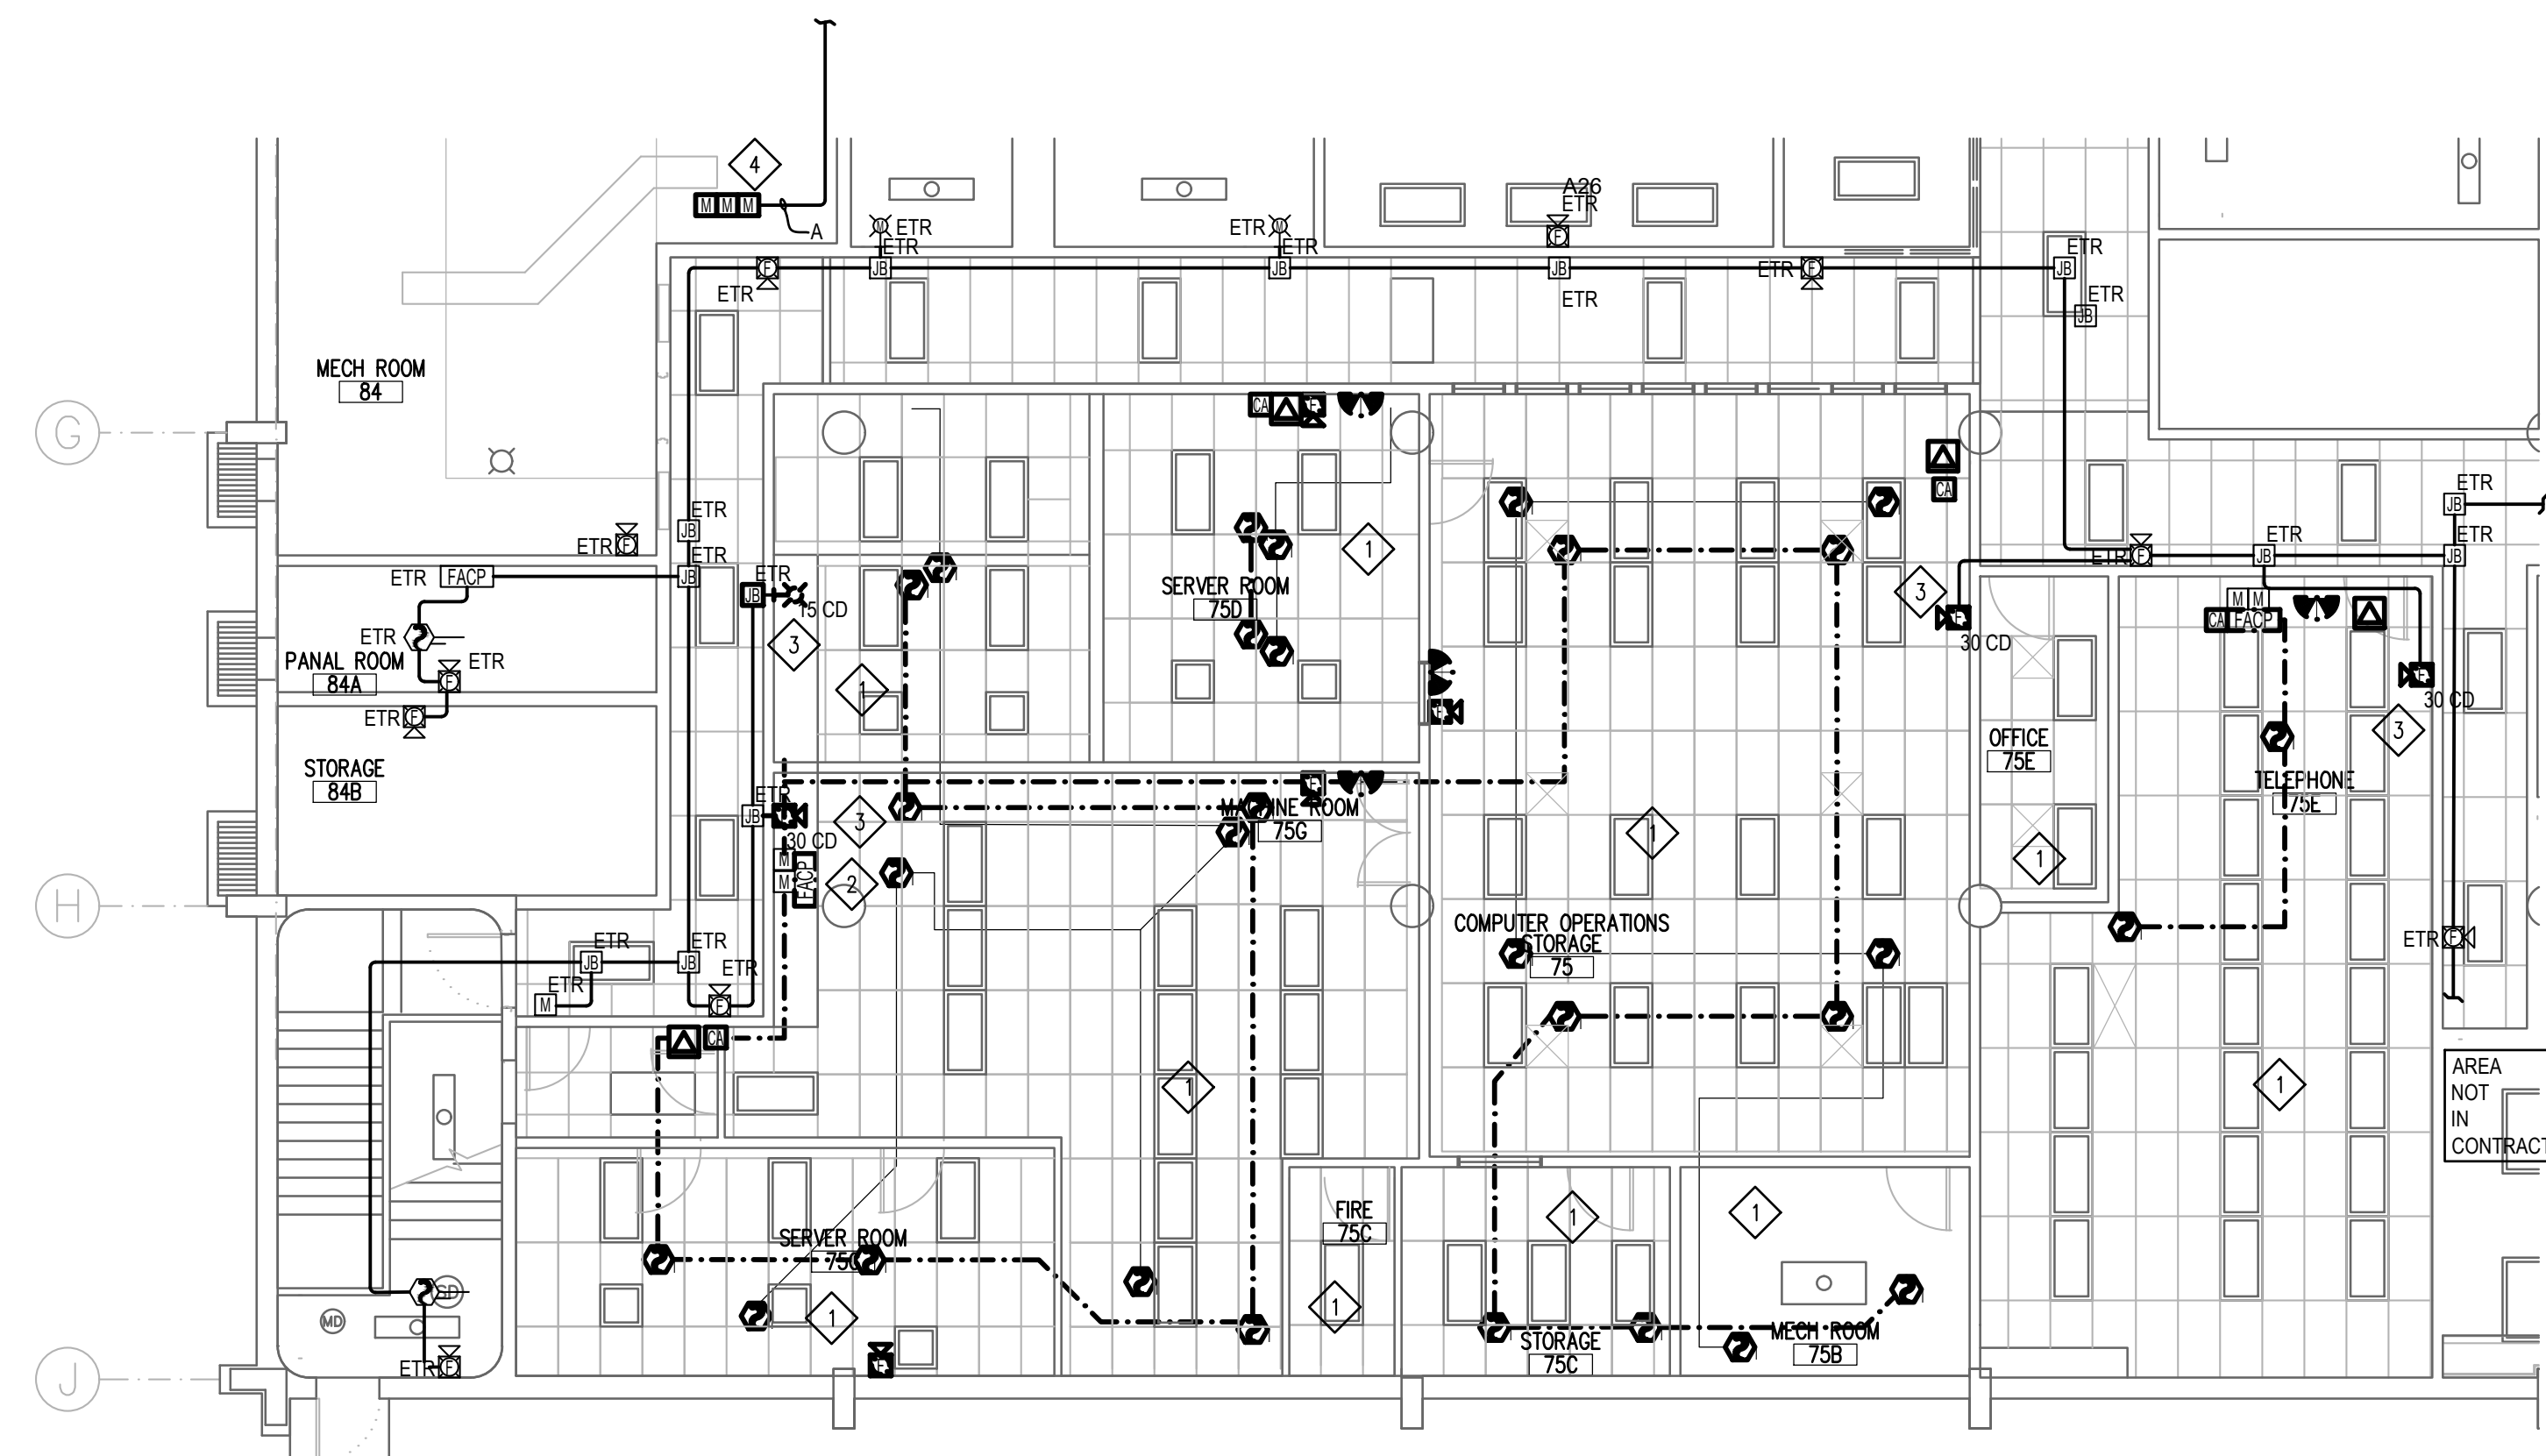 4
M M M
A
A26
ETR
M
ETR
M
ETR
F
ETR
ETR
ETR
F
JB
JB
JB
ETR
F
JB
ETR
ETR
ETR
JB
MECH ROOM
84
G
CA
F
CA
ETR
JB
ETR
JB
ETR
F
JB
ETR
ETR
JB
ETR
JB
ETR
F
JB
1
SERVER ROOM
75D
ETR
FACP
JB
ETR
JB
15 CD
3
3
F
30 CD
M M
CA
FACP
ETR
PANAL ROOM
84A
ETR
F
ETR
F
3
1
F
F
30 CD
3
OFFICE
75E
TELEPHONE
75E
STORAGE
84B
ETR
JB
30 CD
3
F
MACHINE ROOM
75G
1
1
M
M
FACP
2
H
COMPUTER OPERATIONS
STORAGE
75
ETR
F
ETR
JB
ETR
JB
ETR
ETR
M
F
CA
1
1
AREA
NOT
IN
CONTRACT
SERVER ROOM
FIRE
75C
1
1
SD
MD
1
1
STORAGE
75C
MECH ROOM
75B
ETR
F
F
J